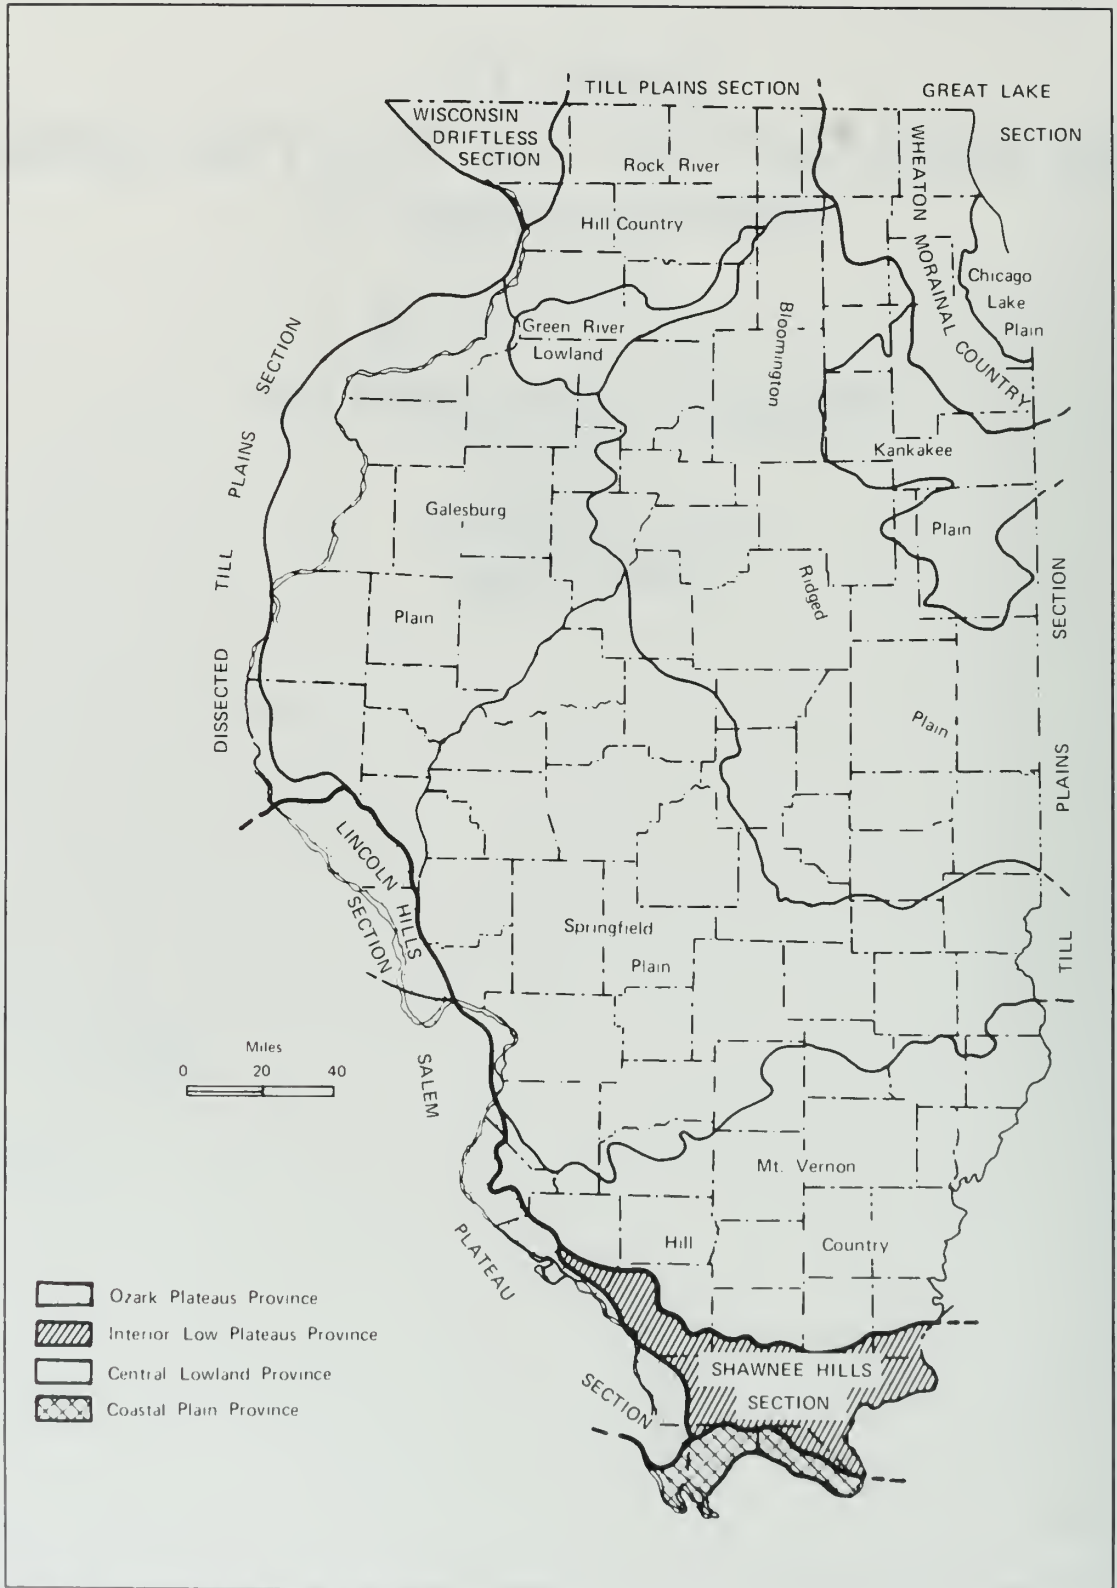 TILL PLAINS SECTION
GREAT LAKE
SECTION
WISCONSIN
DRIFTLESS
SECTION
Rock River
Hill Country
WHEATON MORAINAL COUNTRY
Chicago
Lake
Plain
Green River
Lowland
Bloomington
Ridged
Plain
Kankakee
Plain
Galesburg
Plain
DISSECTED TILL PLAINS SECTION
TILL PLAINS SECTION
LINCOLN HILLS
SECTION
Springfield
Plain
Miles
0 20 40
SALEM
PLATEAU
SECTION
Mt. Vernon
Hill Country
SHAWNEE HILLS
SECTION
Ozark Plateaus Province
Interior Low Plateaus Province
Central Lowland Province
Coastal Plain Province